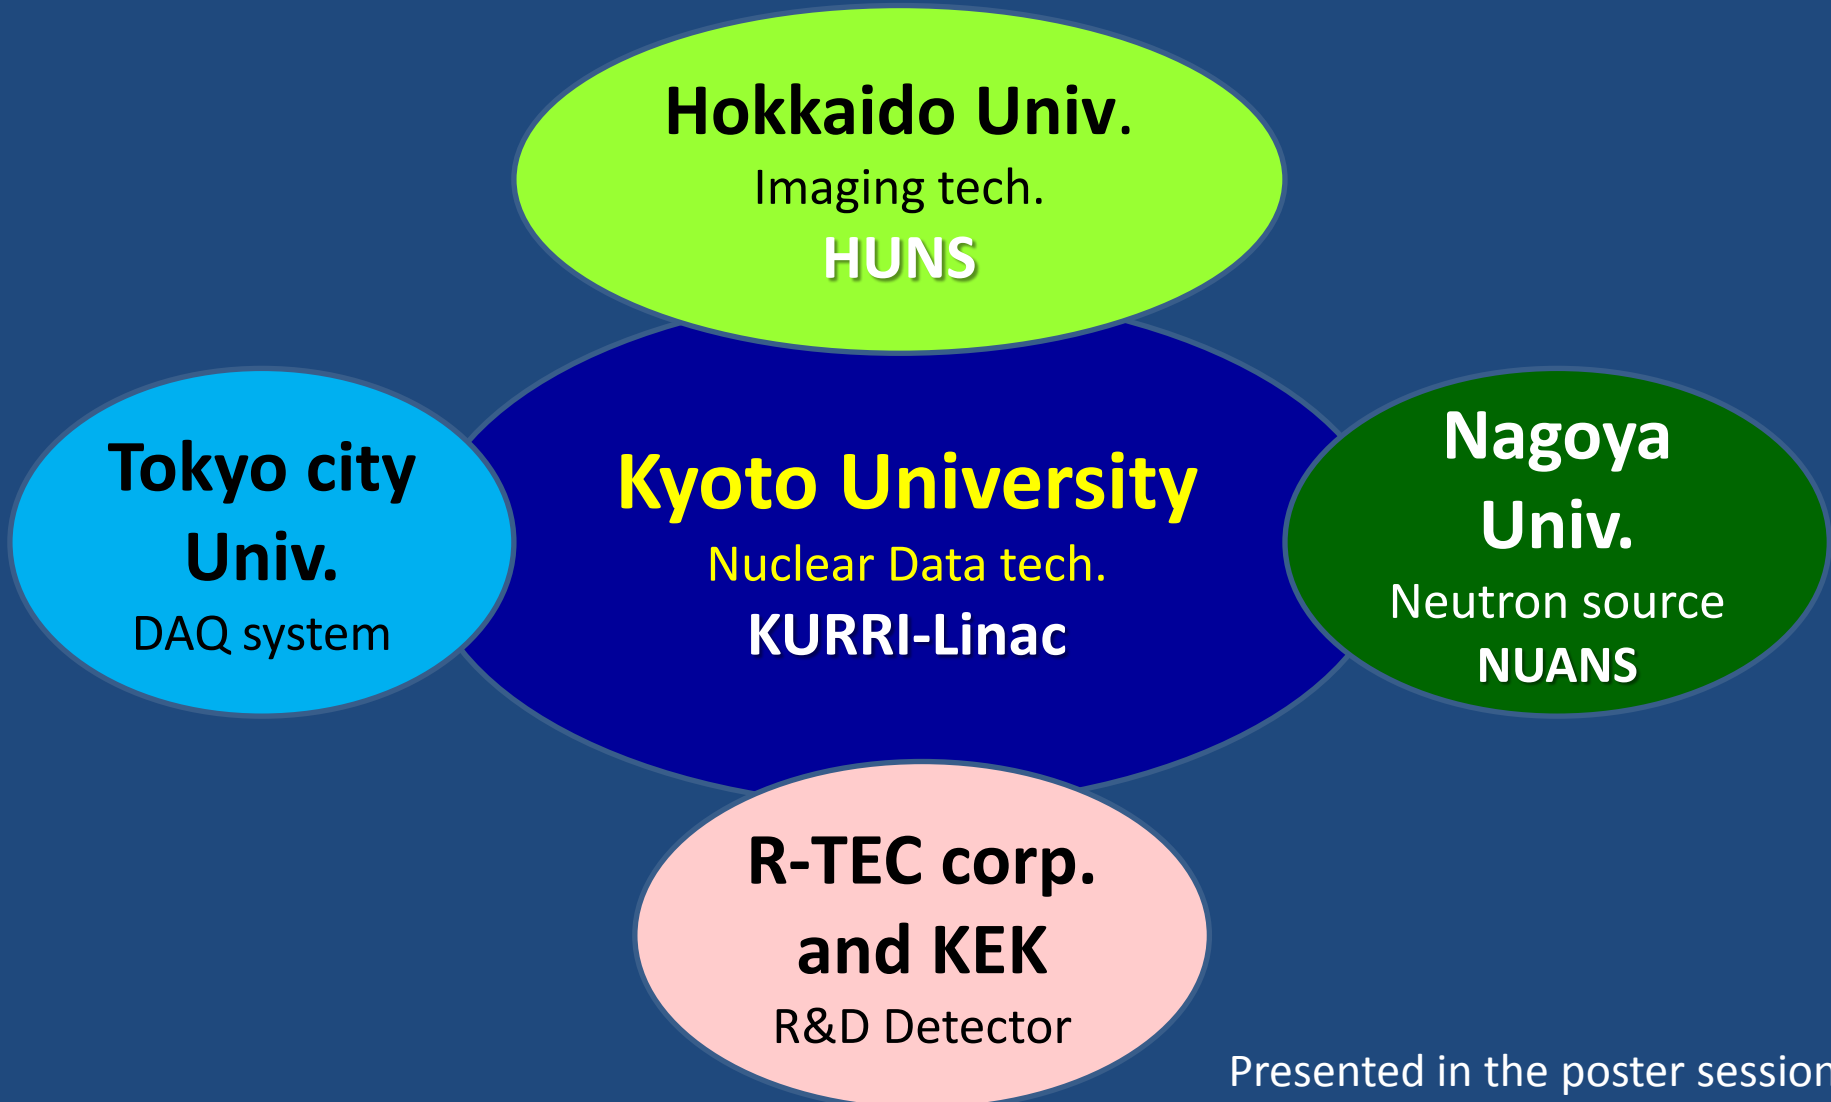 Hokkaido Univ.
Imaging tech.
HUNS
Tokyo city
Univ.
DAQ system
Kyoto University
Nuclear Data tech.
KURRI-Linac
Nagoya
Univ.
Neutron source
NUANS
R-TEC corp.
and KEK
R&D Detector
Presented in the poster session